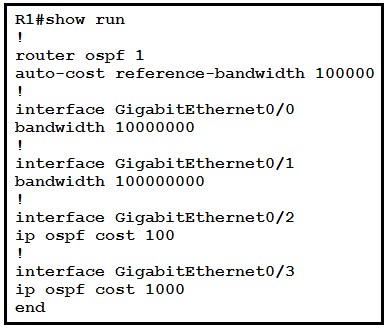 R1#show run
!
router ospf 1
auto-cost reference-bandwidth 100000
!
interface GigabitEthernet0/0
bandwidth 10000000
!
interface GigabitEthernet0/1
bandwidth 100000000
!
interface GigabitEthernet0/2
ip ospf cost 100
!
interface GigabitEthernet0/3
ip ospf cost 1000
end